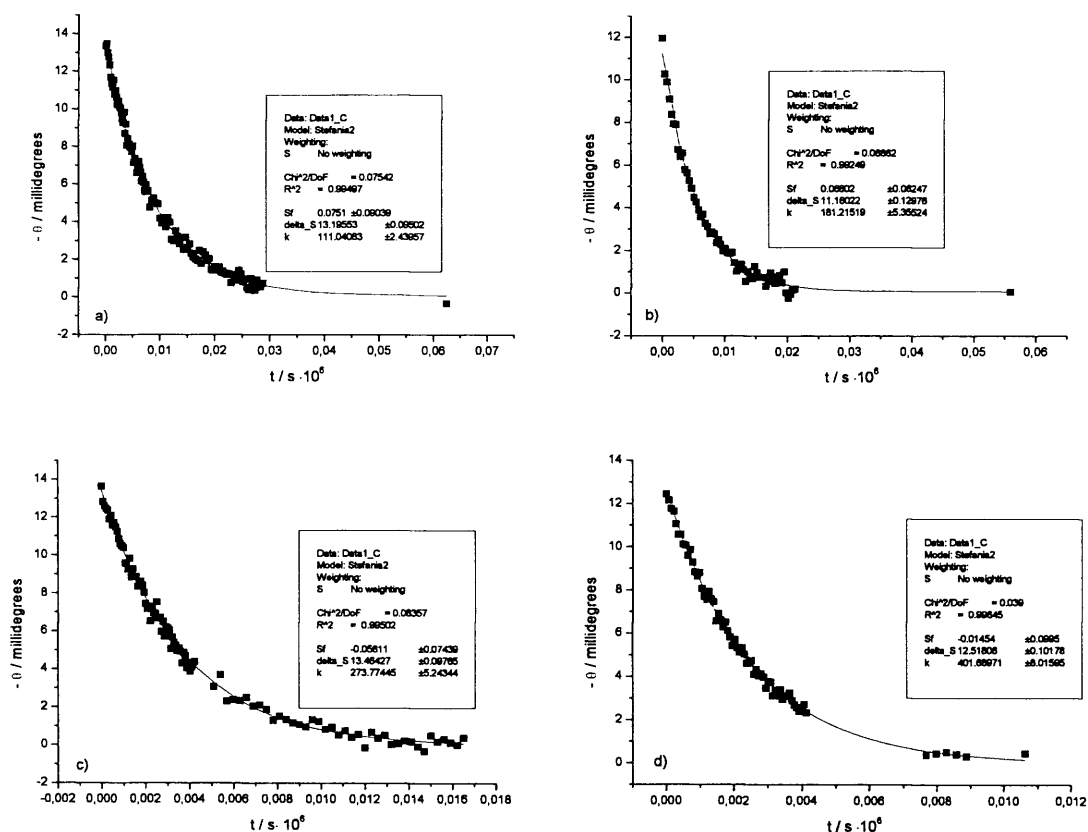 a)
14
12
10
8
6
4
2
0
-2
- θ / millidegrees
Data: Data1_C
Model: Stefania2
Weighting:
S No weighting
Chi^2/DoF = 0.07542
R^2 = 0.99497
Sf 0.0751 ±0.09039
delta_S 13.19553 ±0.09502
k 111.04083 ±2.43957
0,00 0,01 0,02 0,03 0,04 0,05 0,06 0,07
t / s ·10⁶
b)
12
10
8
6
4
2
0
-2
- θ / millidegrees
Data: Data1_C
Model: Stefania2
Weighting:
S No weighting
Chi^2/DoF = 0.08862
R^2 = 0.99249
Sf 0.08602 ±0.08247
delta_S 11.18022 ±0.12976
k 181.21519 ±5.35524
0,00 0,01 0,02 0,03 0,04 0,05 0,06
t / s ·10⁶
c)
14
12
10
8
6
4
2
0
-2
- θ / millidegrees
Data: Data1_C
Model: Stefania2
Weighting:
S No weighting
Chi^2/DoF = 0.08357
R^2 = 0.99502
Sf -0.05611 ±0.07439
delta_S 13.46427 ±0.09765
k 273.77445 ±5.24344
-0,002 0,000 0,002 0,004 0,006 0,008 0,010 0,012 0,014 0,016 0,018
t / s ·10⁶
d)
14
12
10
8
6
4
2
0
- θ / millidegrees
Data: Data1_C
Model: Stefania2
Weighting:
S No weighting
Chi^2/DoF = 0.039
R^2 = 0.99645
Sf -0.01454 ±0.0995
delta_S 12.51808 ±0.10178
k 401.68971 ±6.01595
0,000 0,002 0,004 0,006 0,008 0,010 0,012
t / s ·10⁶